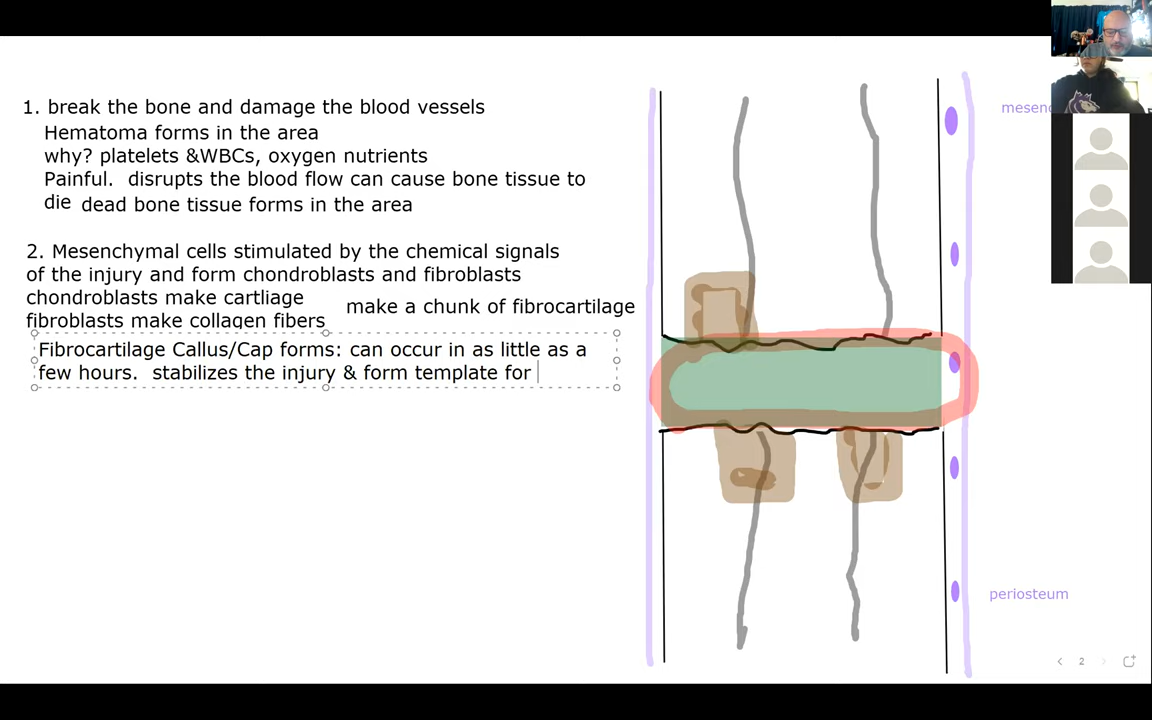 1. break the bone and damage the blood vessels
Hematoma forms in the area
why? platelets &WBCs, oxygen nutrients
Painful. disrupts the blood flow can cause bone tissue to
die dead bone tissue forms in the area
2. Mesenchymal cells stimulated by the chemical signals
of the injury and form chondroblasts and fibroblasts
chondroblasts make cartliage
make a chunk of fibrocartilage
fibroblasts make collagen fibers
Fibrocartilage Callus/Cap forms: can occur in as little as a
few hours. stabilizes the injury & form template for
periosteum
2